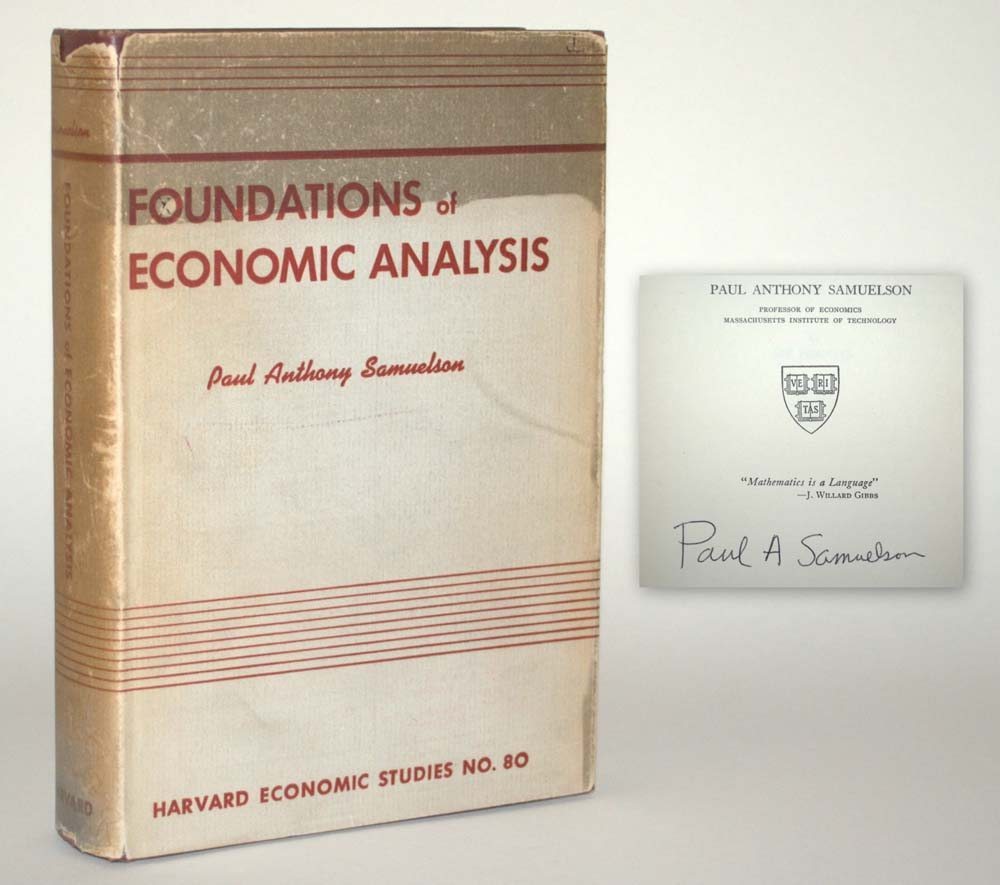 Samuelson
FOUNDATIONS of ECONOMIC ANALYSIS
HARVARD
FOUNDATIONS of
ECONOMIC ANALYSIS
Paul Anthony Samuelson
HARVARD ECONOMIC STUDIES NO. 80
PAUL ANTHONY SAMUELSON
PROFESSOR OF ECONOMICS
MASSACHUSETTS INSTITUTE OF TECHNOLOGY
VE RI
TAS
"Mathematics is a Language"
—J. WILLARD GIBBS
Paul A Samuelson